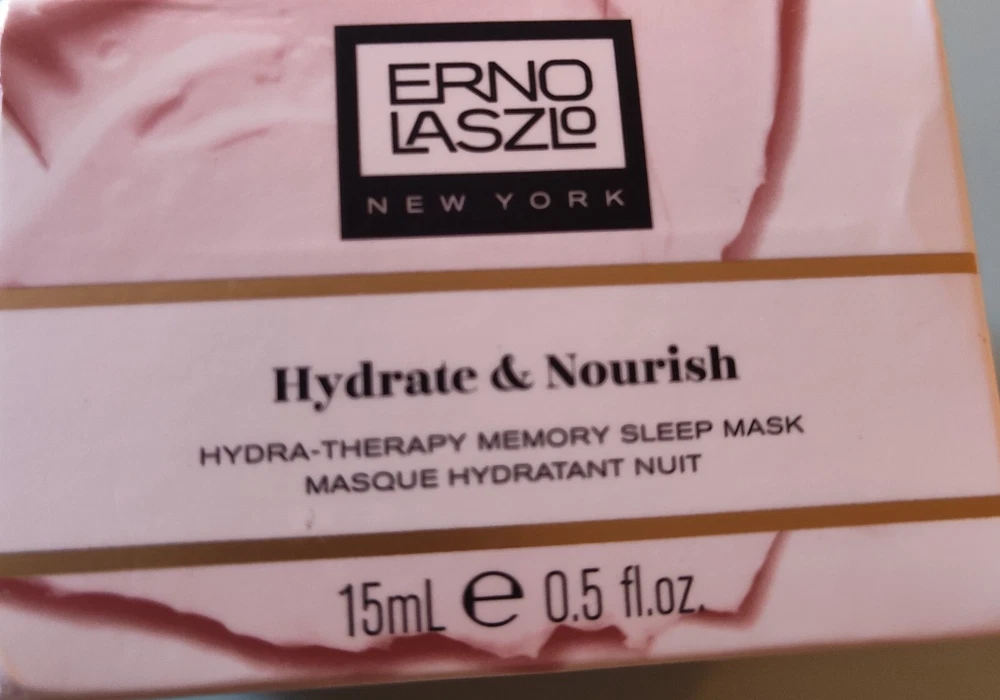 ERNO
LASZLO
NEW YORK
Hydrate & Nourish
HYDRA-THERAPY MEMORY SLEEP MASK
MASQUE HYDRATANT NUIT
15mL e 0.5 fl.oz.